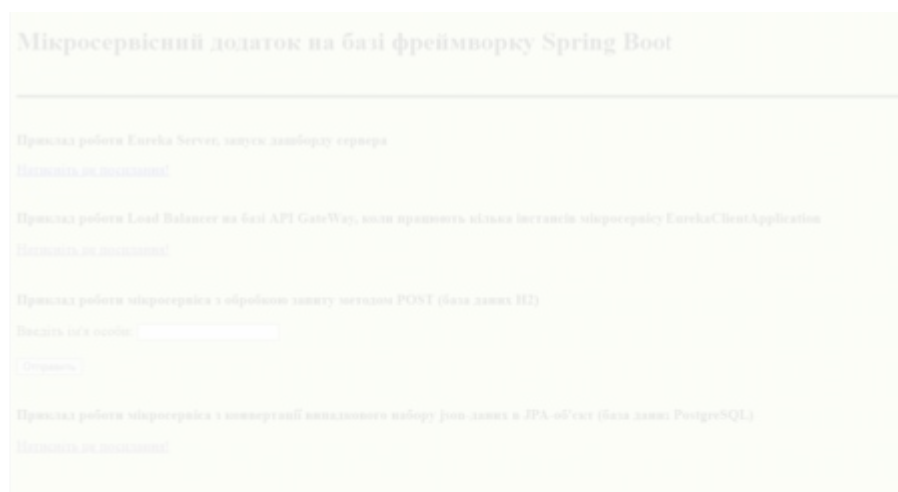 Мікросервісний додаток на базі фреймворку Spring Boot
Приклад роботи Eureka Server, запуск дашборду сервера
Натисніть на посилання!
Приклад роботи Load Balancer на базі API GateWay, коли працюють кілька інстансів мікросервісу EurekaClientApplication
Натисніть на посилання!
Приклад роботи мікросервіса з обробкою запиту методом POST (база даних H2)
Введіть ім'я особи:
Отправить
Приклад роботи мікросервіса з конвертації випадкового набору json-даних в JPA-об'єкт (база даних PostgreSQL)
Натисніть на посилання!